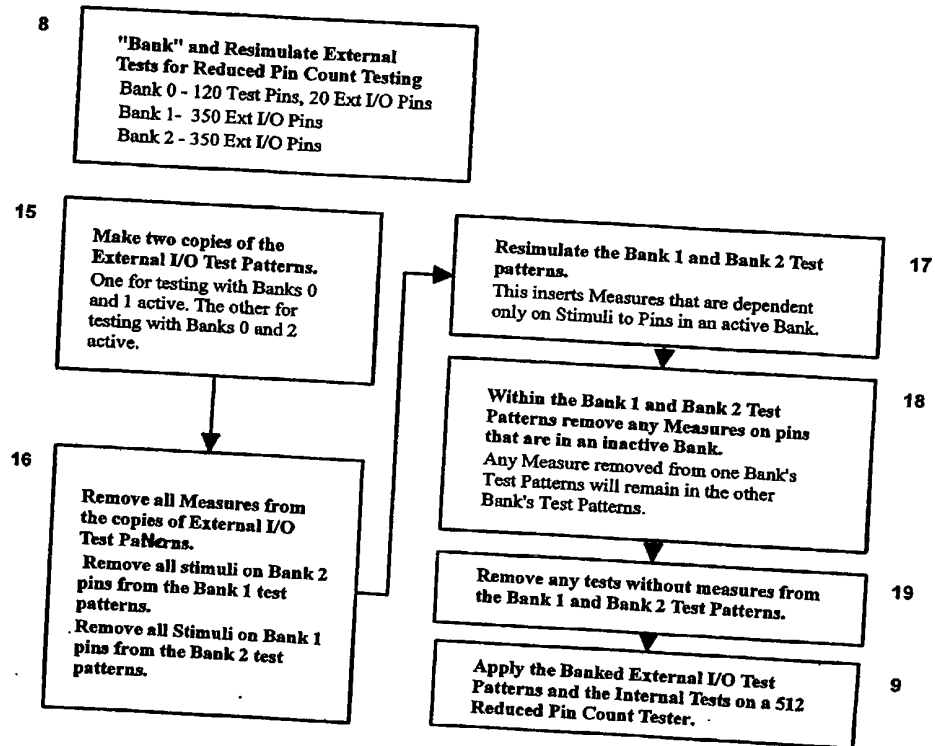 8
"Bank" and Resimulate External
Tests for Reduced Pin Count Testing
Bank 0 - 120 Test Pins, 20 Ext I/O Pins
Bank 1- 350 Ext I/O Pins
Bank 2 - 350 Ext I/O Pins
15
Make two copies of the
External I/O Test Patterns.
One for testing with Banks 0
and 1 active. The other for
testing with Banks 0 and 2
active.
16
Remove all Measures from
the copies of External I/O
Test Patterns.
Remove all stimuli on Bank 2
pins from the Bank 1 test
patterns.
Remove all Stimuli on Bank 1
pins from the Bank 2 test
patterns.
Resimulate the Bank 1 and Bank 2 Test
patterns.
This inserts Measures that are dependent
only on Stimuli to Pins in an active Bank.
17
Within the Bank 1 and Bank 2 Test
Patterns remove any Measures on pins
that are in an inactive Bank.
Any Measure removed from one Bank's
Test Patterns will remain in the other
Bank's Test Patterns.
18
Remove any tests without measures from
the Bank 1 and Bank 2 Test Patterns.
19
Apply the Banked External I/O Test
Patterns and the Internal Tests on a 512
Reduced Pin Count Tester.
9